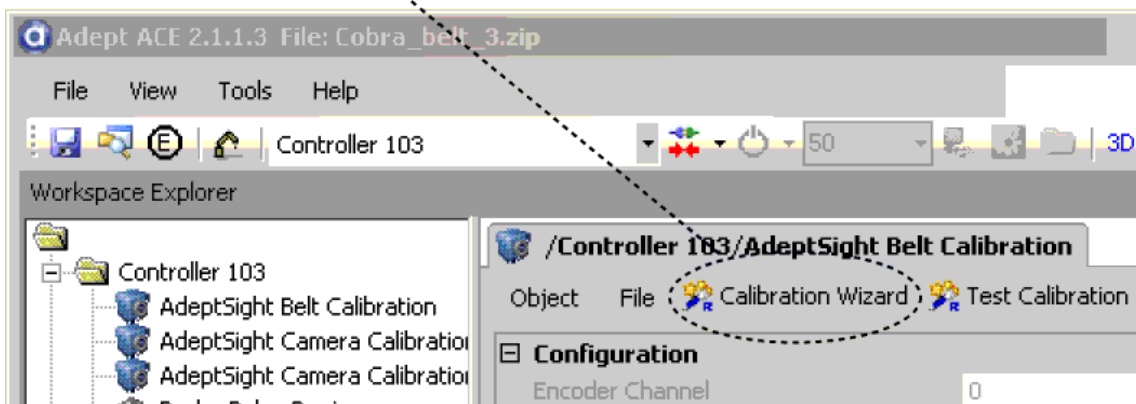 Adept ACE 2.1.1.3 File: Cobra_belt_3.zip
File View Tools Help
Controller 103 50 3D
Workspace Explorer
/Controller 103/AdeptSight Belt Calibration
Controller 103
Object File Calibration Wizard Test Calibration
AdeptSight Belt Calibration
AdeptSight Camera Calibration
Configuration
AdeptSight Camera Calibration
Encoder Channel 0